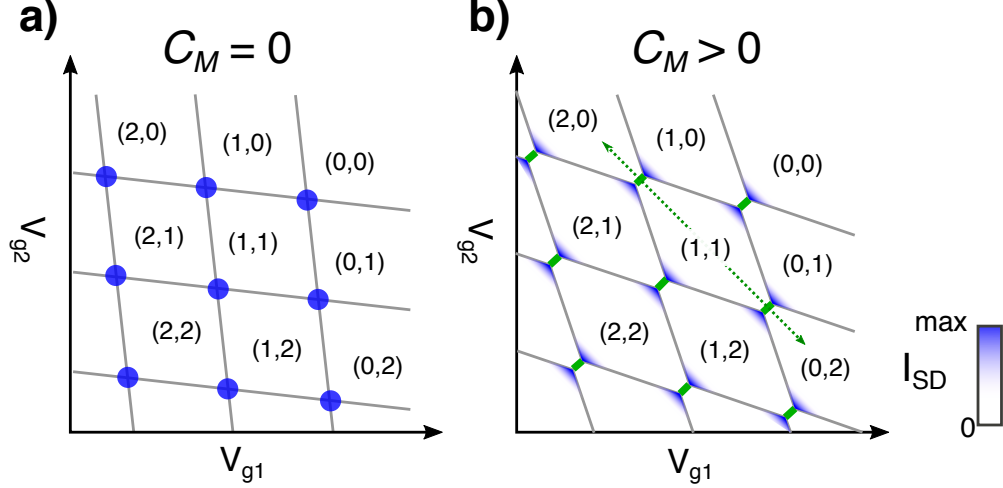 a)
C_M = 0
(2,0)
(1,0)
(0,0)
(2,1)
(1,1)
(0,1)
(2,2)
(1,2)
(0,2)
V_g2
V_g1
b)
C_M > 0
(2,0)
(1,0)
(0,0)
(2,1)
(1,1)
(0,1)
(2,2)
(1,2)
(0,2)
V_g2
V_g1
max
I_SD
0